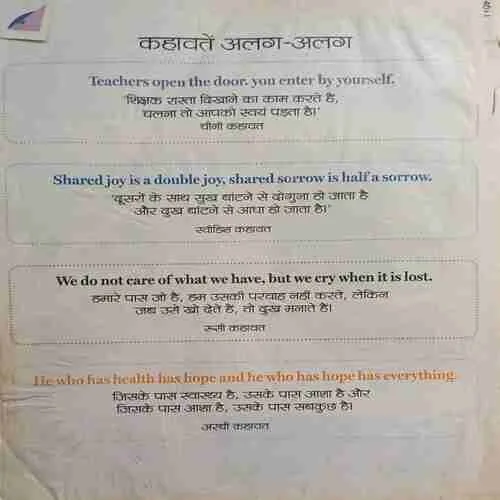 कहावतें अलग-अलग
Teachers open the door. you enter by yourself.
'शिक्षक रास्ता दिखाने का काम करते है,
चलना तो आपको स्वयं पड़ता है।'
चीनी कहावत
Shared joy is a double joy, shared sorrow is half a sorrow.
'दूसरों के साथ सुख बांटने से दोगुना हो जाता है
और दुख बांटने से आधा हो जाता है।'
स्वीडिश कहावत
We do not care of what we have, but we cry when it is lost.
हमारे पास जो है, हम उसकी परवाह नहीं करते, लेकिन
जब उसे खो देते है, तो दुख मनाते है।
रूसी कहावत
He who has health has hope and he who has hope has everything.
जिसके पास स्वास्थ्य है, उसके पास आशा है और
जिसके पास आशा है, उसके पास सबकुछ है।
अरबी कहावत